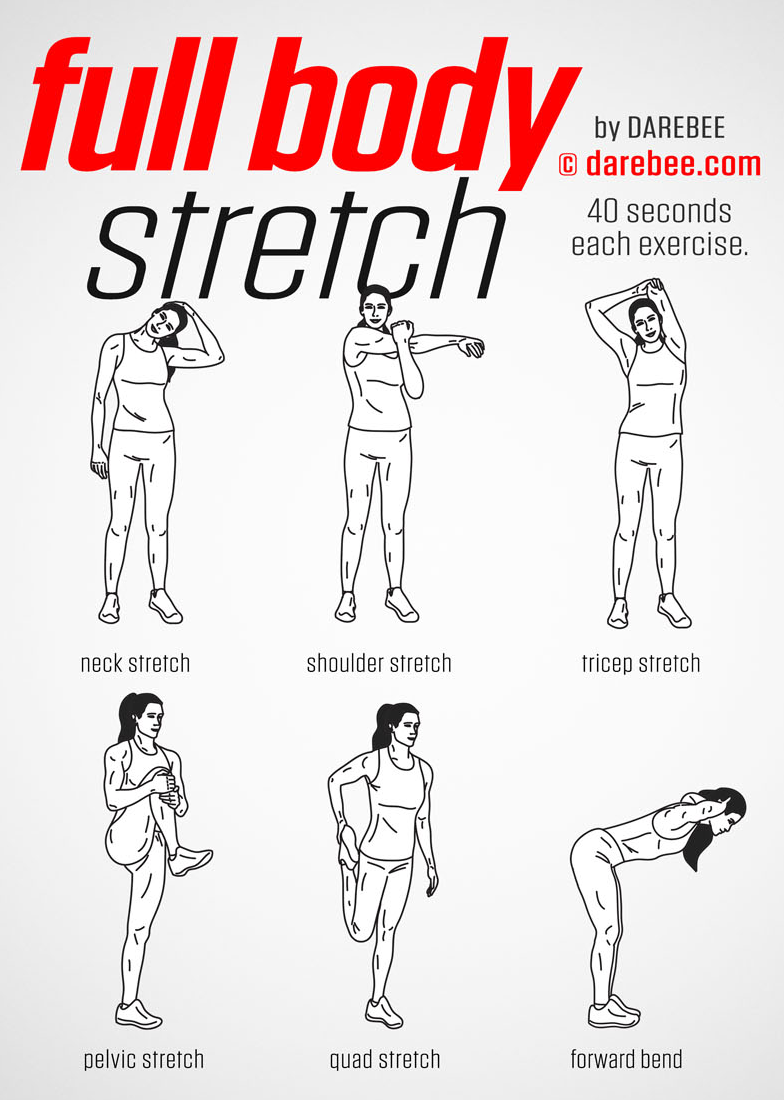 full body
by DAREBEE
© darebee.com
stretch
40 seconds
each exercise.
neck stretch
shoulder stretch
tricep stretch
pelvic stretch
quad stretch
forward bend